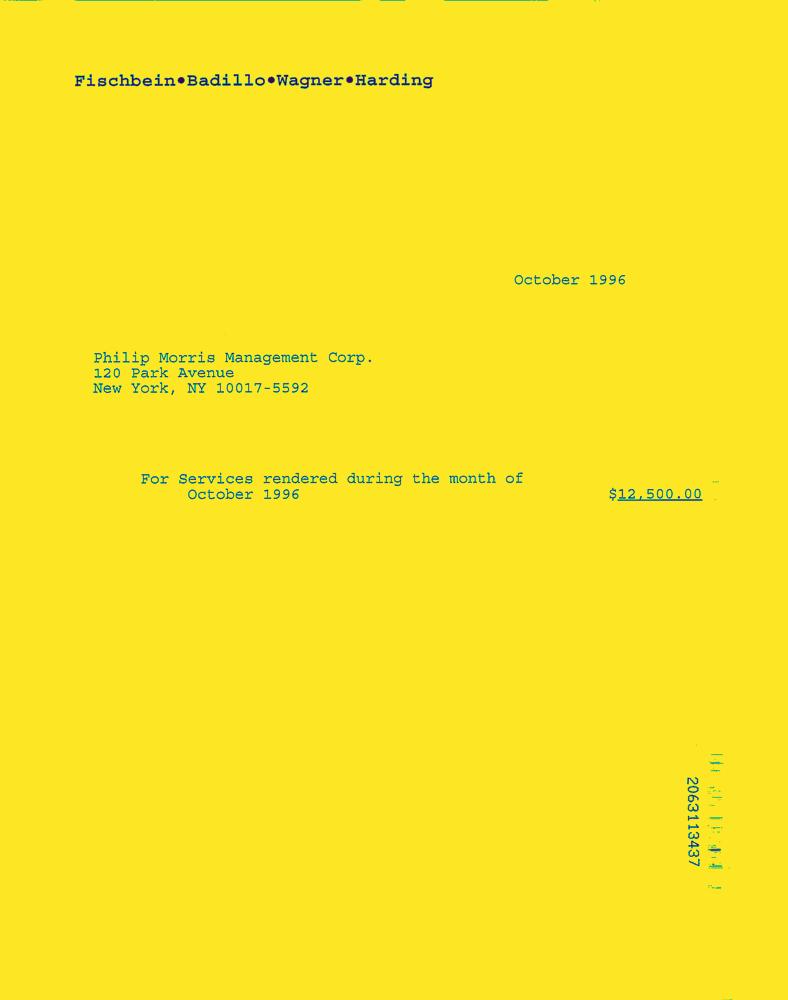 Fischbein•Badillo•Wagner•Harding
October 1996
Philip Morris Management Corp.
120 Park Avenue
New York, NY 10017-5592
For Services rendered during the month of
October 1996 $12,500.00
2063113437